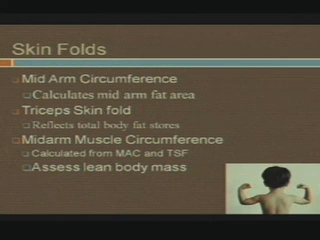 Skin Folds
Mid Arm Circumference
Calculates mid arm fat area
Triceps Skin fold
Reflects total body fat stores
Midarm Muscle Circumference
Calculated from MAC and TSF
Assess lean body mass